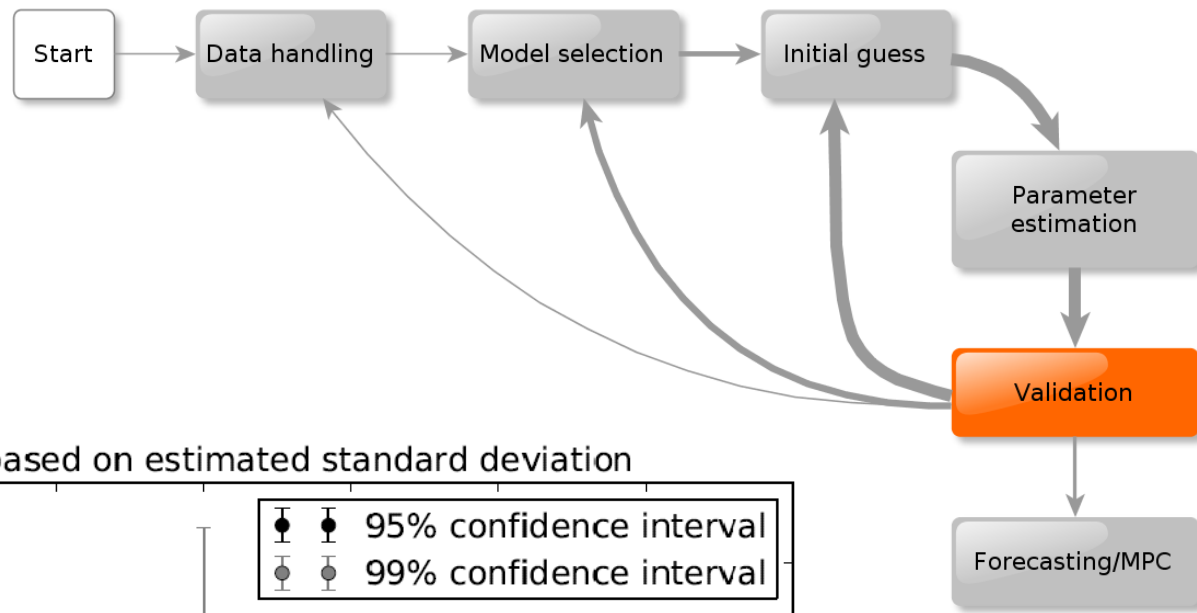 Start
Data handling
Model selection
Initial guess
Parameter
estimation
Validation
Forecasting/MPC
based on estimated standard deviation
95% confidence interval
99% confidence interval